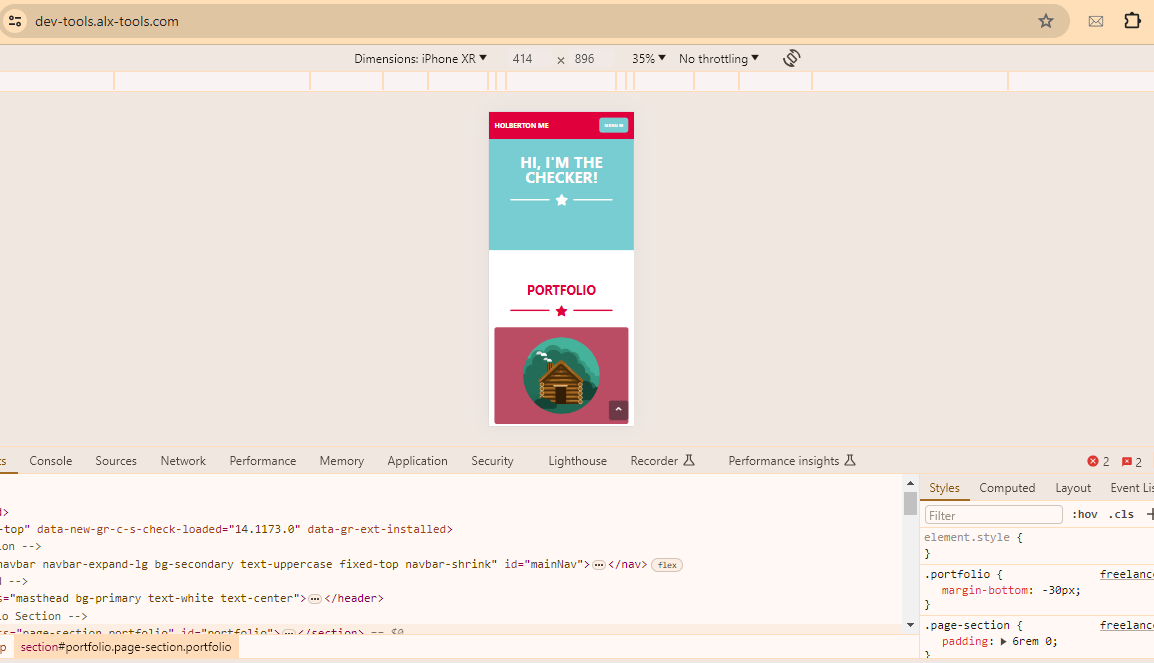 dev-tools.alx-tools.com
Dimensions: iPhone XR ▼ 414 × 896 35% ▼ No throttling ▼
HOLBERTON ME
HI, I'M THE
CHECKER!
PORTFOLIO
ts Console Sources Network Performance Memory Application Security Lighthouse Recorder Performance insights 2 2
d>
-top" data-new-gr-c-s-check-loaded="14.1173.0" data-gr-ext-installed>
ion -->
navbar navbar-expand-lg bg-secondary text-uppercase fixed-top navbar-shrink" id="mainNav">…</nav> flex
d -->
s="masthead bg-primary text-white text-center">…</header>
io Section -->
ss="page-section portfolio" id="portfolio">…</section> == $0
p section#portfolio.page-section.portfolio
Styles Computed Layout Event Lis
Filter :hov .cls +
element.style {
}
.portfolio { freelanc
margin-bottom: -30px;
}
.page-section { freelanc
padding: ▶ 6rem 0;
}